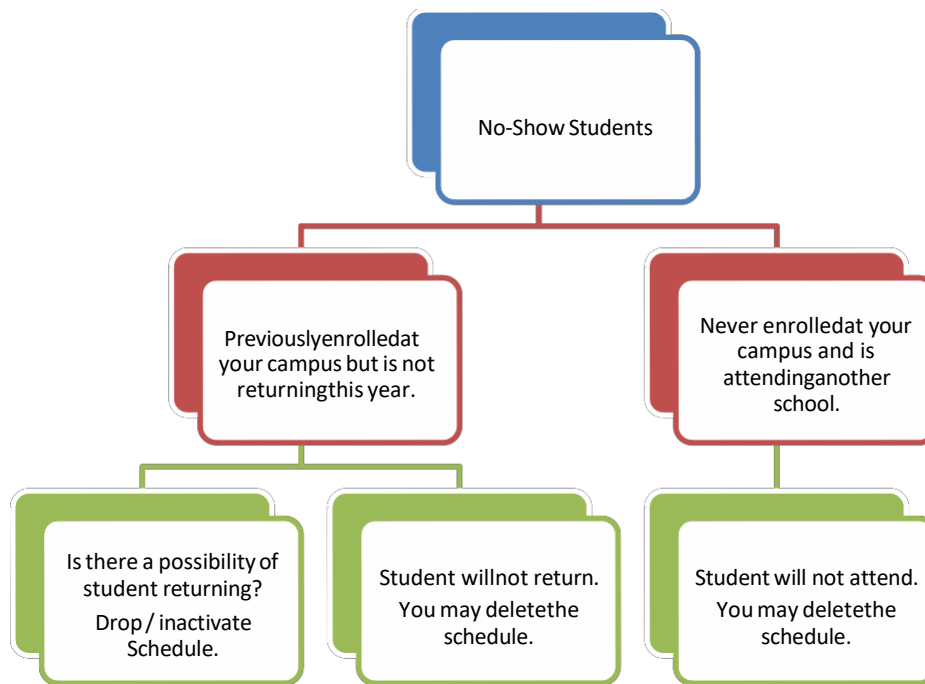 No-Show Students
Previouslyenrolledat
your campus but is not
returningthis year.
Never enrolledat your
campus and is
attendinganother
school.
Is there a possibility of
student returning?
Drop / inactivate
Schedule.
Student willnot return.
You may deletethe
schedule.
Student will not attend.
You may deletethe
schedule.